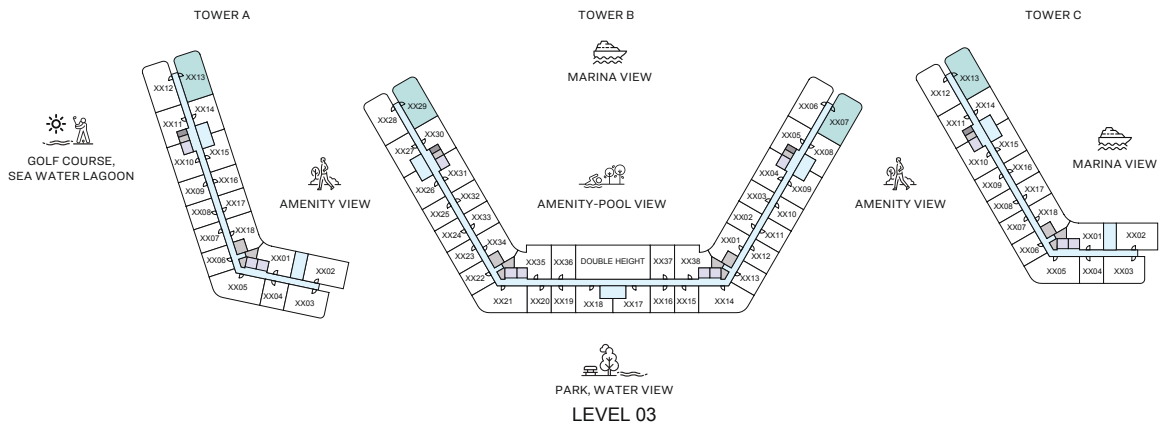 TOWER A
TOWER B
TOWER C
MARINA VIEW
GOLF COURSE,
SEA WATER LAGOON
AMENITY VIEW
AMENITY-POOL VIEW
AMENITY VIEW
MARINA VIEW
XX13
XX12
XX14
XX11
XX15
XX10
XX16
XX09
XX17
XX08
XX18
XX07
XX06
XX01
XX05
XX02
XX04
XX03
XX29
XX28
XX30
XX27
XX31
XX26
XX32
XX25
XX33
XX24
XX34
XX23
XX22
XX35
XX36
DOUBLE HEIGHT
XX37
XX38
XX21
XX20
XX19
XX18
XX17
XX16
XX15
XX14
XX06
XX07
XX05
XX08
XX04
XX09
XX03
XX10
XX02
XX11
XX01
XX12
XX13
XX13
XX12
XX14
XX11
XX15
XX10
XX16
XX09
XX17
XX08
XX18
XX07
XX06
XX01
XX02
XX05
XX04
XX03
PARK, WATER VIEW
LEVEL 03